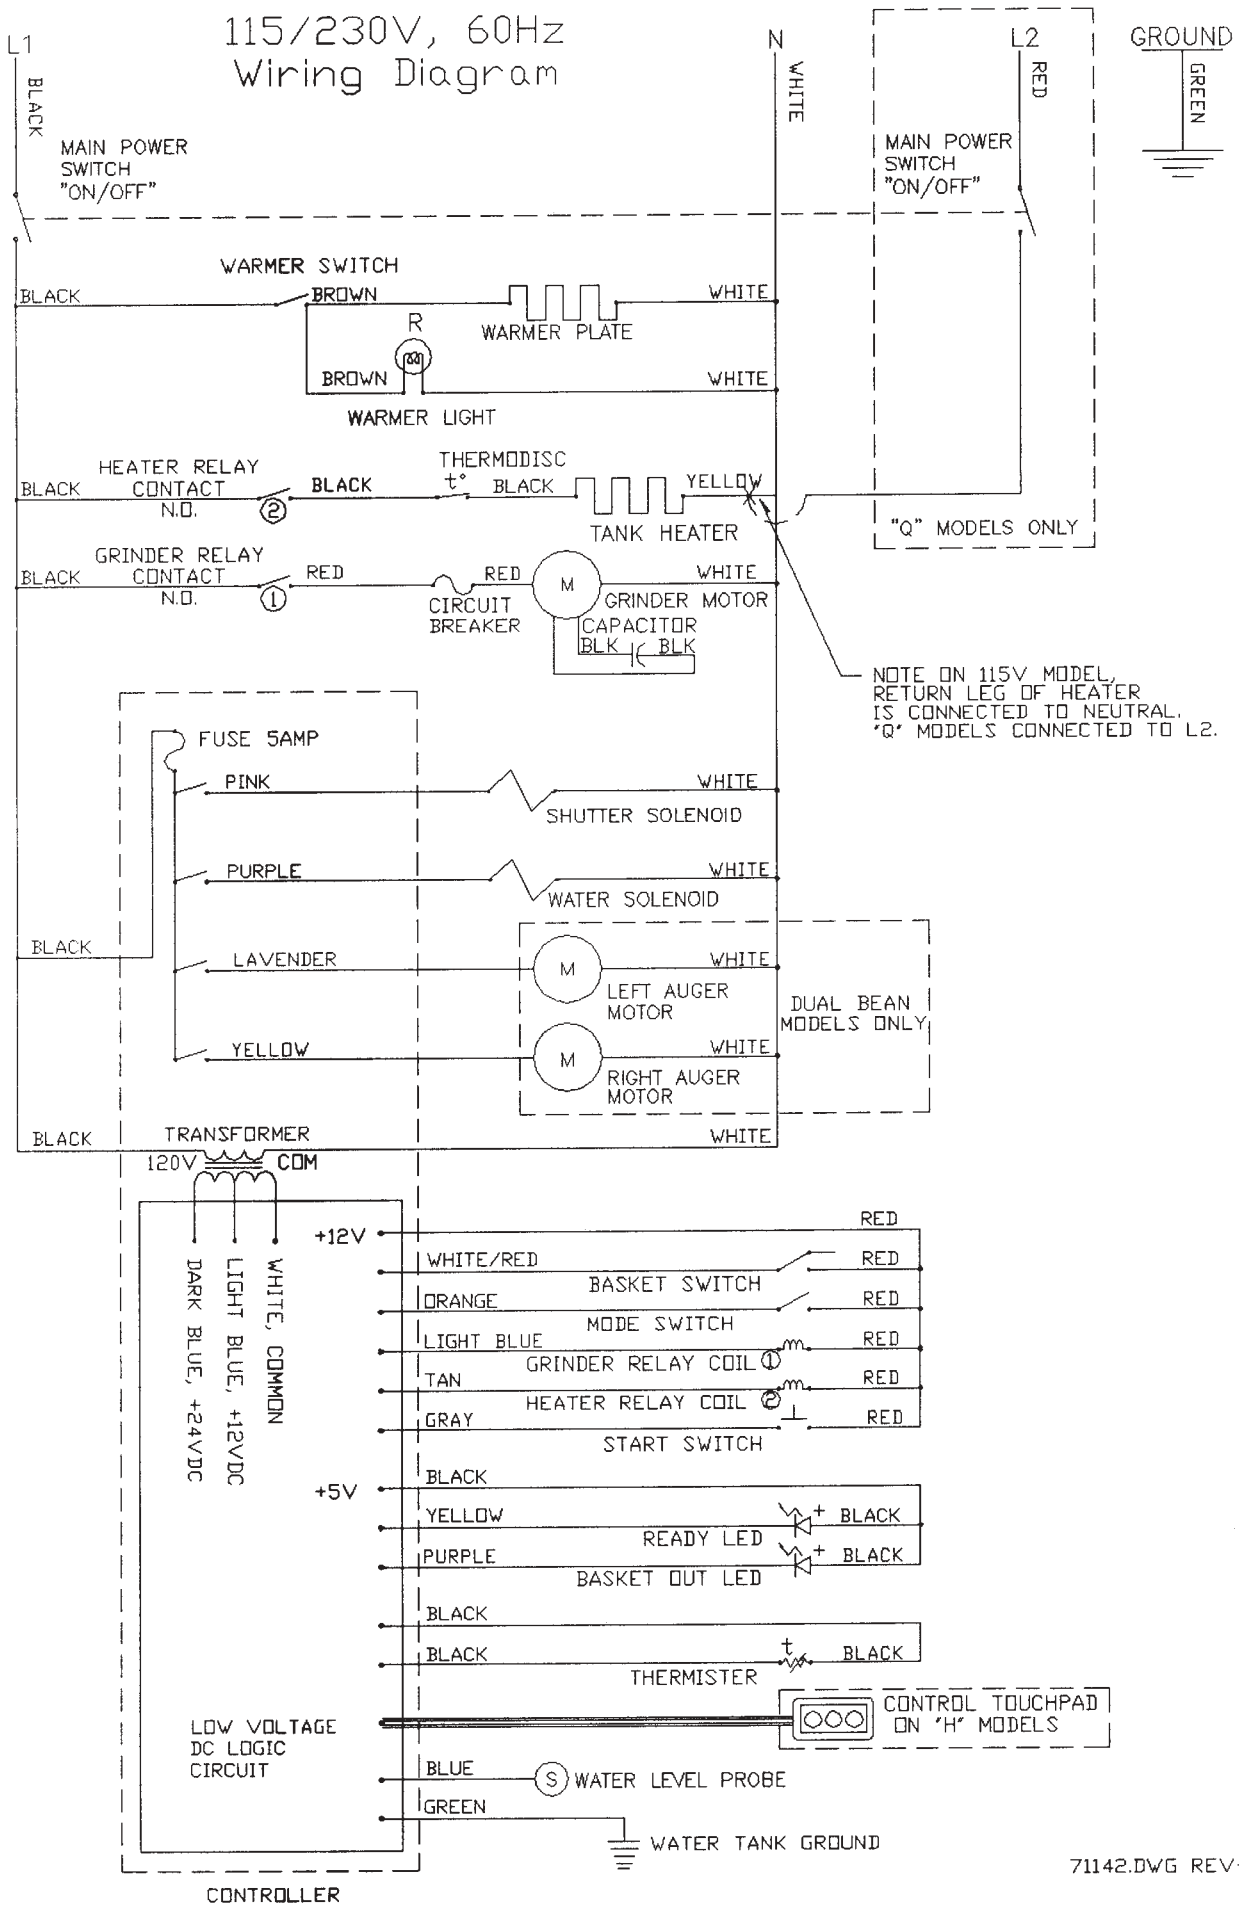 115/230V, 60Hz
Wiring Diagram
L1
N
L2
GROUND
BLACK
WHITE
RED
GREEN
MAIN POWER
SWITCH
"ON/OFF"
MAIN POWER
SWITCH
"ON/OFF"
WARMER SWITCH
BLACK
BROWN
WHITE
WARMER PLATE
R
BROWN
WHITE
WARMER LIGHT
HEATER RELAY
CONTACT
N.O.
BLACK
2
BLACK
THERMODISC
t°
BLACK
YELLOW
TANK HEATER
"Q" MODELS ONLY
GRINDER RELAY
CONTACT
N.O.
BLACK
1
RED
CIRCUIT
BREAKER
RED
M
WHITE
GRINDER MOTOR
CAPACITOR
BLK
BLK
NOTE ON 115V MODEL,
RETURN LEG OF HEATER
IS CONNECTED TO NEUTRAL.
"Q" MODELS CONNECTED TO L2.
FUSE 5AMP
PINK
WHITE
SHUTTER SOLENOID
PURPLE
WHITE
WATER SOLENOID
BLACK
LAVENDER
M
WHITE
LEFT AUGER
MOTOR
DUAL BEAN
MODELS ONLY
YELLOW
M
WHITE
RIGHT AUGER
MOTOR
BLACK
TRANSFORMER
WHITE
120V
COM
DARK BLUE, +24VDC
LIGHT BLUE, +12VDC
WHITE, COMMON
+12V
RED
WHITE/RED
RED
BASKET SWITCH
ORANGE
RED
MODE SWITCH
LIGHT BLUE
RED
GRINDER RELAY COIL 1
TAN
RED
HEATER RELAY COIL 2
GRAY
RED
START SWITCH
+5V
BLACK
YELLOW
+
BLACK
READY LED
PURPLE
+
BLACK
BASKET OUT LED
BLACK
BLACK
t
BLACK
THERMISTER
LOW VOLTAGE
DC LOGIC
CIRCUIT
CONTROL TOUCHPAD
ON "H" MODELS
BLUE
S
WATER LEVEL PROBE
GREEN
WATER TANK GROUND
CONTROLLER
71142.DWG REV